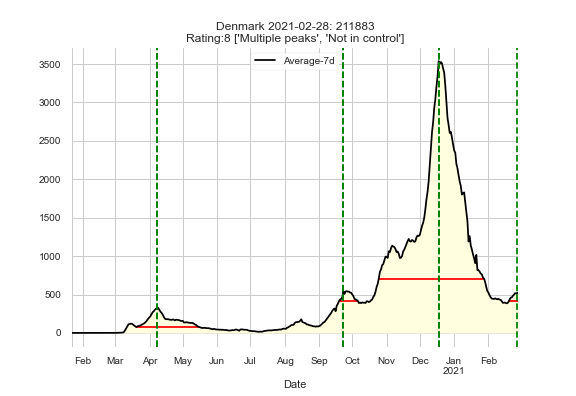 Denmark 2021-02-28: 211883
Rating:8 ['Multiple peaks', 'Not in control']
Average-7d
3500
3000
2500
2000
1500
1000
500
0
Feb Mar Apr May Jun Jul Aug Sep Oct Nov Dec Jan Feb
2021
Date